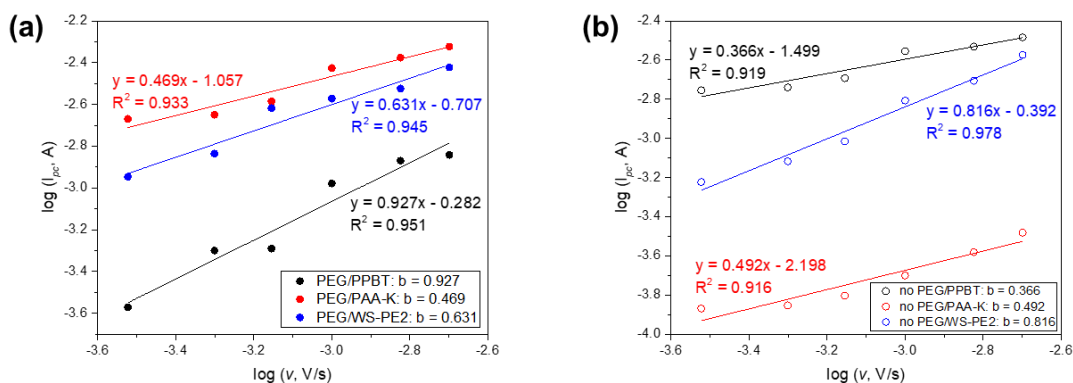 (a)
-2.2
-2.4
-2.6
-2.8
-3.0
-3.2
-3.4
-3.6
log (Ipc, A)
y = 0.469x - 1.057
R² = 0.933
y = 0.631x - 0.707
R² = 0.945
y = 0.927x - 0.282
R² = 0.951
PEG/PPBT: b = 0.927
PEG/PAA-K: b = 0.469
PEG/WS-PE2: b = 0.631
-3.6 -3.4 -3.2 -3.0 -2.8 -2.6
log (v, V/s)
(b)
-2.4
-2.6
-2.8
-3.0
-3.2
-3.4
-3.6
-3.8
-4.0
log (Ipc, A)
y = 0.366x - 1.499
R² = 0.919
y = 0.816x - 0.392
R² = 0.978
y = 0.492x - 2.198
R² = 0.916
no PEG/PPBT: b = 0.366
no PEG/PAA-K: b = 0.492
no PEG/WS-PE2: b = 0.816
-3.6 -3.4 -3.2 -3.0 -2.8 -2.6
log (v, V/s)